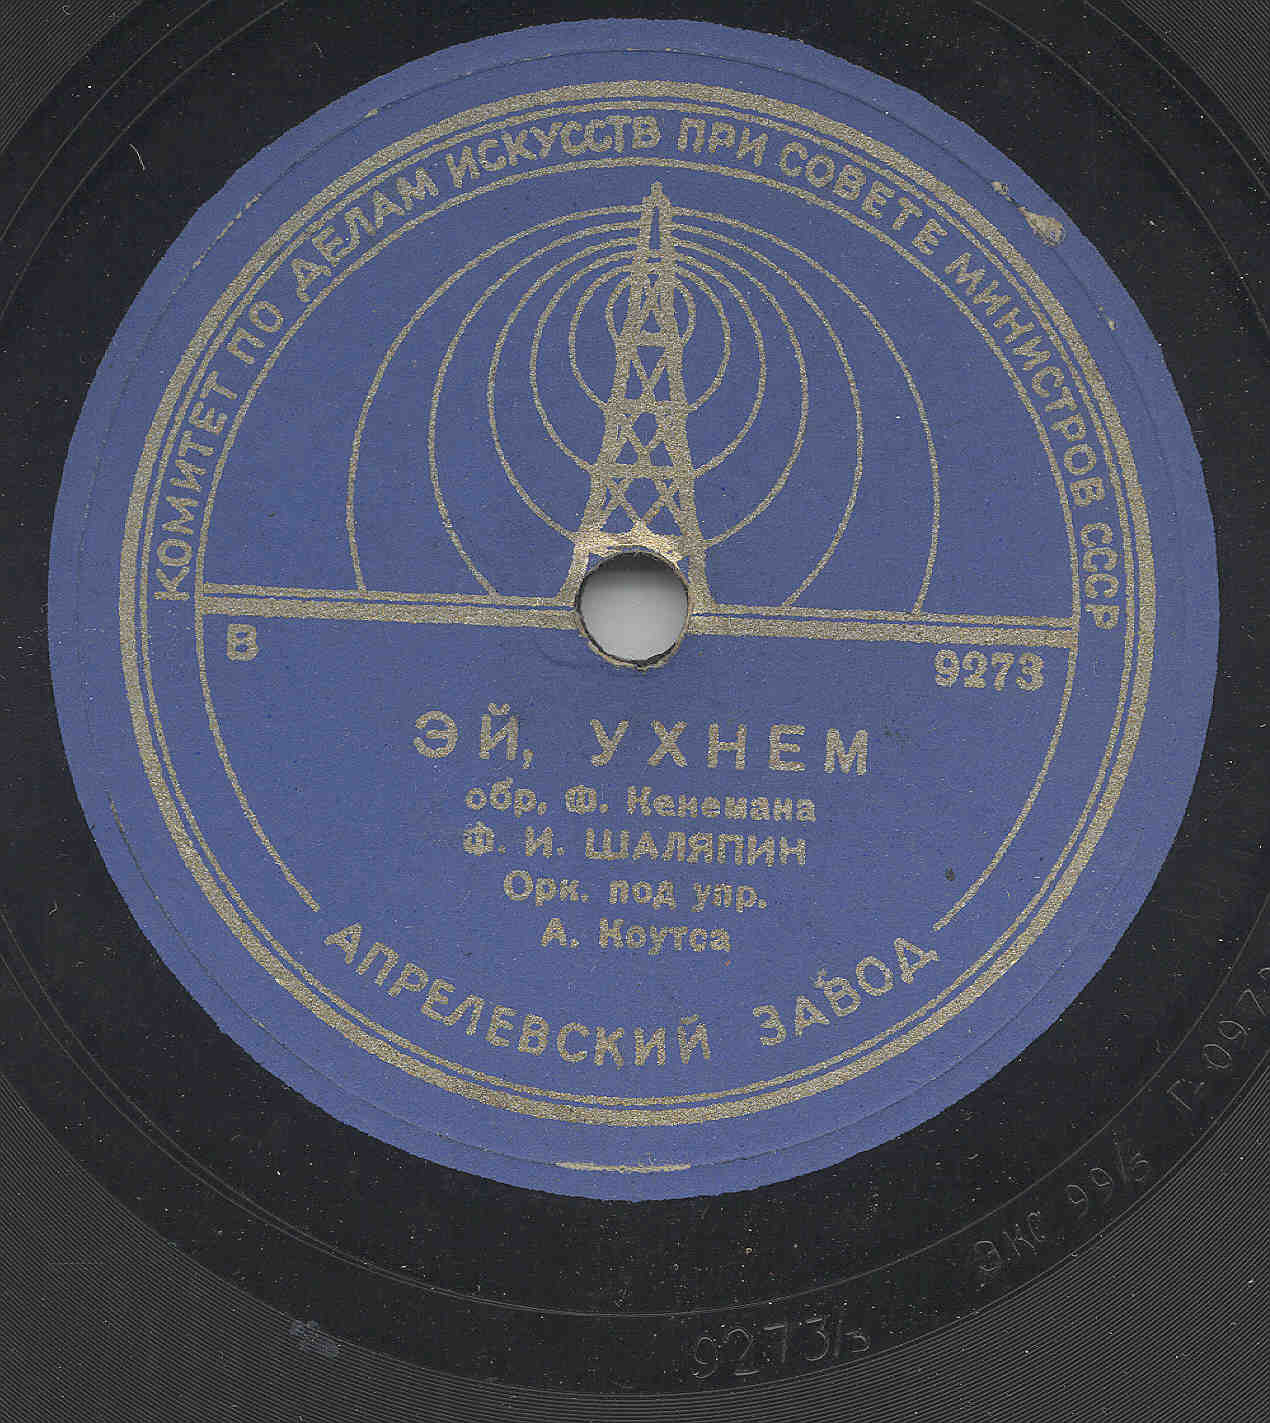 КОМИТЕТ ПО ДЕЛАМ ИСКУССТВ ПРИ СОВЕТЕ МИНИСТРОВ СССР
В
9273
ЭЙ, УХНЕМ
обр. Ф. Кенемана
Ф. И. ШАЛЯПИН
Орк. под упр.
А. Коутса
АПРЕЛЕВСКИЙ ЗАВОД
9273/3